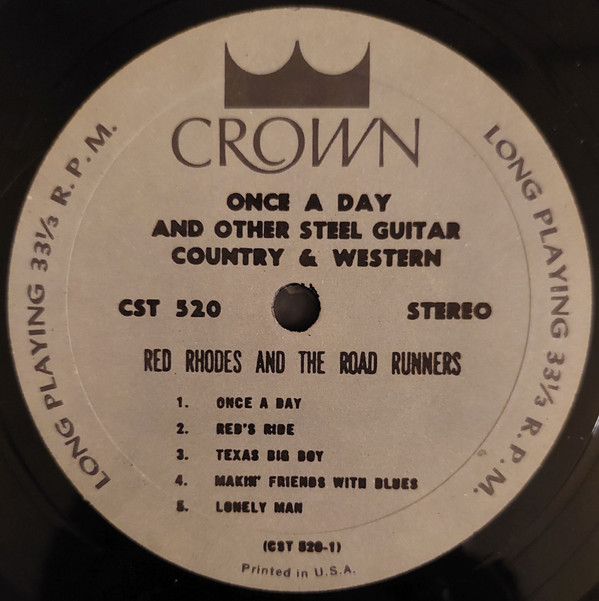 CROWN
LONG PLAYING 33⅓ R.P.M.
LONG PLAYING 33⅓ R.P.M.
ONCE A DAY
AND OTHER STEEL GUITAR
COUNTRY & WESTERN
CST 520
STEREO
RED RHODES AND THE ROAD RUNNERS
1. ONCE A DAY
2. RED'S RIDE
3. TEXAS BIG BOY
4. MAKIN' FRIENDS WITH BLUES
5. LONELY MAN
(CST 520-1)
Printed in U.S.A.